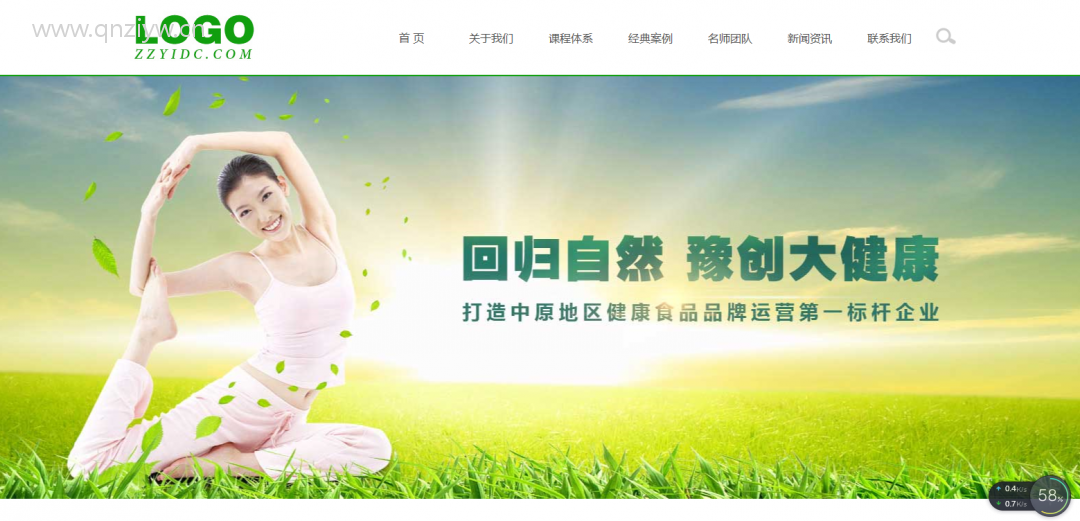 www.qnziyw.cn
LOGO
ZZYIDC.COM
首 页 关于我们 课程体系 经典案例 名师团队 新闻资讯 联系我们
回归自然 豫创大健康
打造中原地区健康食品品牌运营第一标杆企业
0.4K/s
0.7K/s
58%